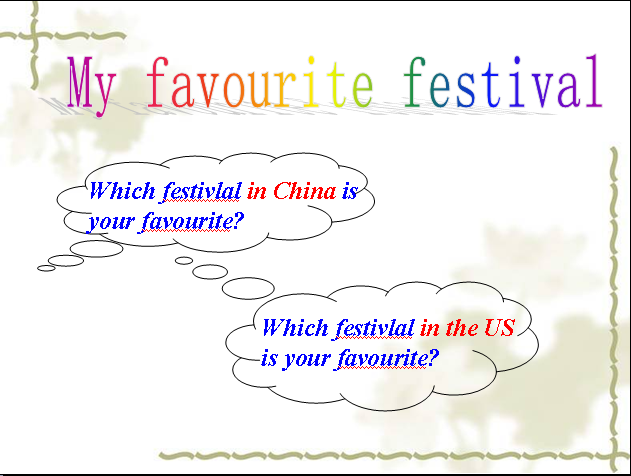 My favourite festival
Which festivlal in China is
your favourite?
Which festivlal in the US
is your favourite?